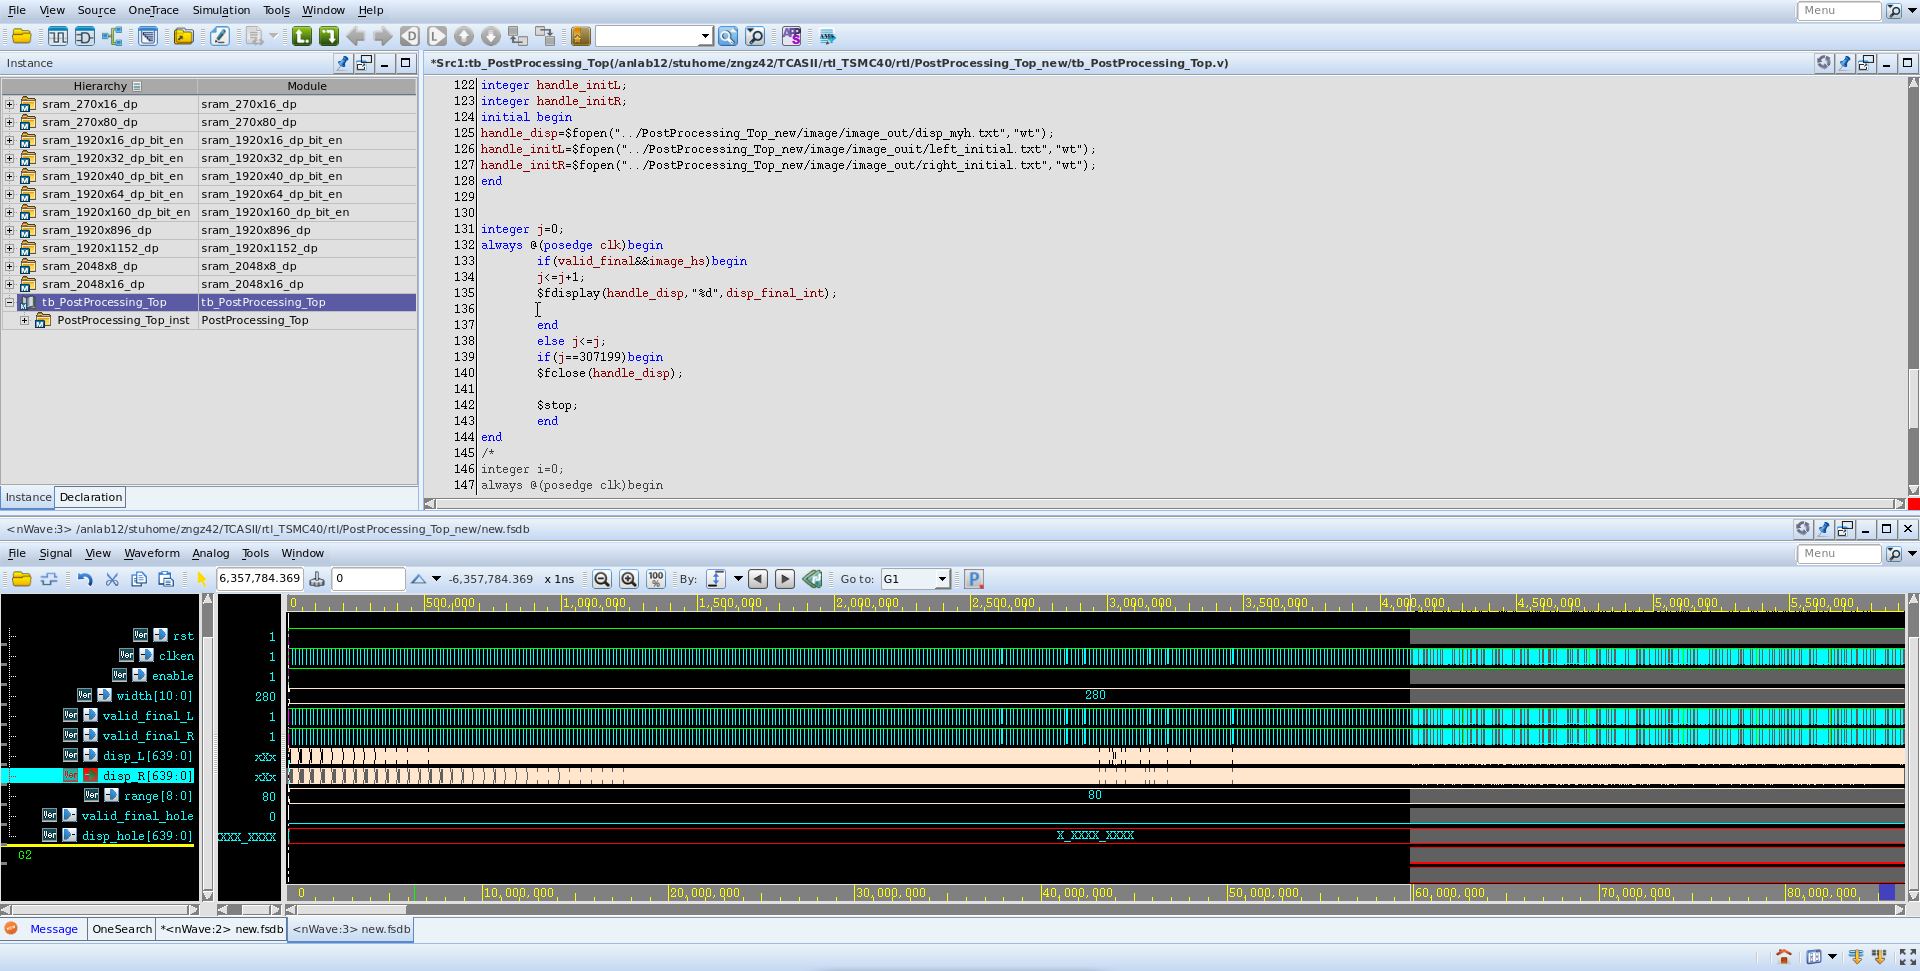 File View Source OneTrace Simulation Tools Window Help Menu
Instance
*Src1:tb_PostProcessing_Top(/anlab12/stuhome/zngz42/TCASII/rtl_TSMC40/rtl/PostProcessing_Top_new/tb_PostProcessing_Top.v)
Hierarchy Module
sram_270x16_dp sram_270x16_dp
sram_270x80_dp sram_270x80_dp
sram_1920x16_dp_bit_en sram_1920x16_dp_bit_en
sram_1920x32_dp_bit_en sram_1920x32_dp_bit_en
sram_1920x40_dp_bit_en sram_1920x40_dp_bit_en
sram_1920x64_dp_bit_en sram_1920x64_dp_bit_en
sram_1920x160_dp_bit_en sram_1920x160_dp_bit_en
sram_1920x896_dp sram_1920x896_dp
sram_1920x1152_dp sram_1920x1152_dp
sram_2048x8_dp sram_2048x8_dp
sram_2048x16_dp sram_2048x16_dp
tb_PostProcessing_Top tb_PostProcessing_Top
PostProcessing_Top_inst PostProcessing_Top
Instance Declaration
122 integer handle_initL;
123 integer handle_initR;
124 initial begin
125 handle_disp=$fopen("../PostProcessing_Top_new/image/image_out/disp_myh.txt","wt");
126 handle_initL=$fopen("../PostProcessing_Top_new/image/image_ouit/left_initial.txt","wt");
127 handle_initR=$fopen("../PostProcessing_Top_new/image/image_out/right_initial.txt","wt");
128 end
129
130
131 integer j=0;
132 always @(posedge clk)begin
133 if(valid_final&&image_hs)begin
134 j<=j+1;
135 $fdisplay(handle_disp,"%d",disp_final_int);
136
137 end
138 else j<=j;
139 if(j==307199)begin
140 $fclose(handle_disp);
141
142 $stop;
143 end
144 end
145 /*
146 integer i=0;
147 always @(posedge clk)begin
<nWave:3> /anlab12/stuhome/zngz42/TCASII/rtl_TSMC40/rtl/PostProcessing_Top_new/new.fsdb
File Signal View Waveform Analog Tools Window Menu
6,357,784.369 0 -6,357,784.369 x 1ns 100% By: Go to: G1 P
0 500,000 1,000,000 1,500,000 2,000,000 2,500,000 3,000,000 3,500,000 4,000,000 4,500,000 5,000,000 5,500,000
rst 1
clken 1
enable 1
width[10:0] 280 280
valid_final_L 1
valid_final_R 1
disp_L[639:0] xXx
disp_R[639:0] xXx
range[8:0] 80 80
valid_final_hole 0
disp_hole[639:0] XXX_XXXX X_XXXX_XXXX
G2
0 10,000,000 20,000,000 30,000,000 40,000,000 50,000,000 60,000,000 70,000,000 80,000,000
Message OneSearch *<nWave:2> new.fsdb <nWave:3> new.fsdb